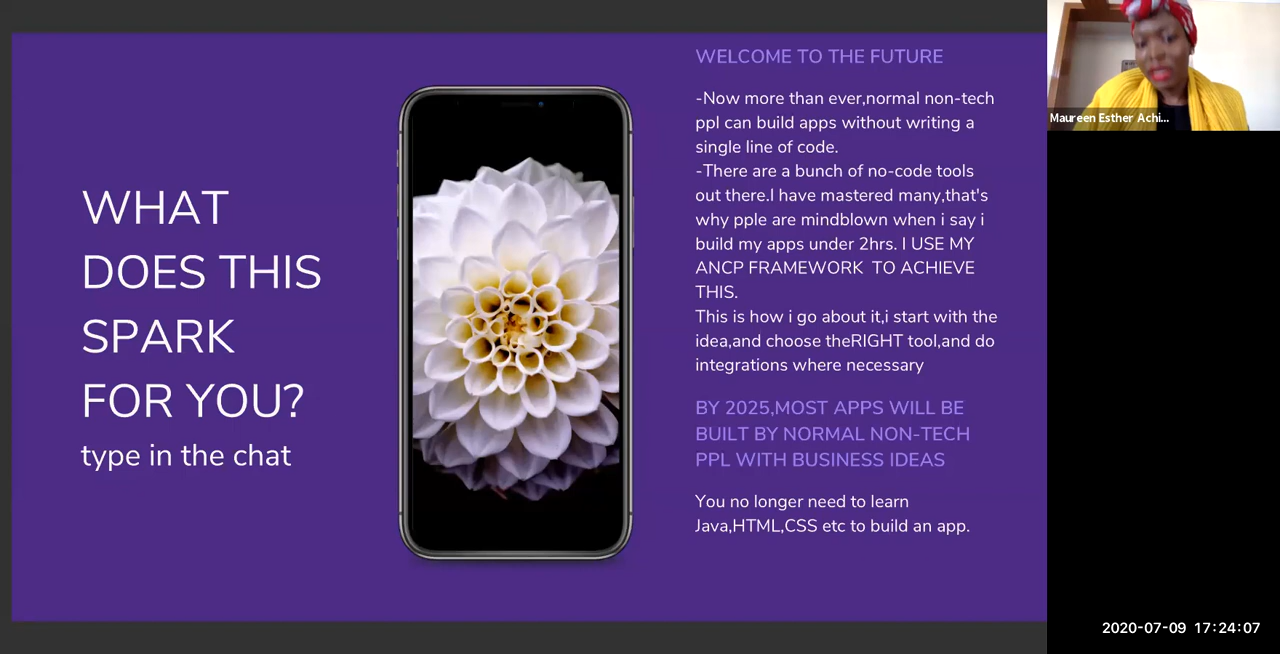 WHAT
DOES THIS
SPARK
FOR YOU?
type in the chat
WELCOME TO THE FUTURE
-Now more than ever,normal non-tech
ppl can build apps without writing a
single line of code.
-There are a bunch of no-code tools
out there.I have mastered many,that's
why pple are mindblown when i say i
build my apps under 2hrs. I USE MY
ANCP FRAMEWORK  TO ACHIEVE
THIS.
This is how i go about it,i start with the
idea,and choose theRIGHT tool,and do
integrations where necessary
BY 2025,MOST APPS WILL BE
BUILT BY NORMAL NON-TECH
PPL WITH BUSINESS IDEAS
You no longer need to learn
Java,HTML,CSS etc to build an app.
Maureen Esther Achi...
2020-07-09 17:24:07